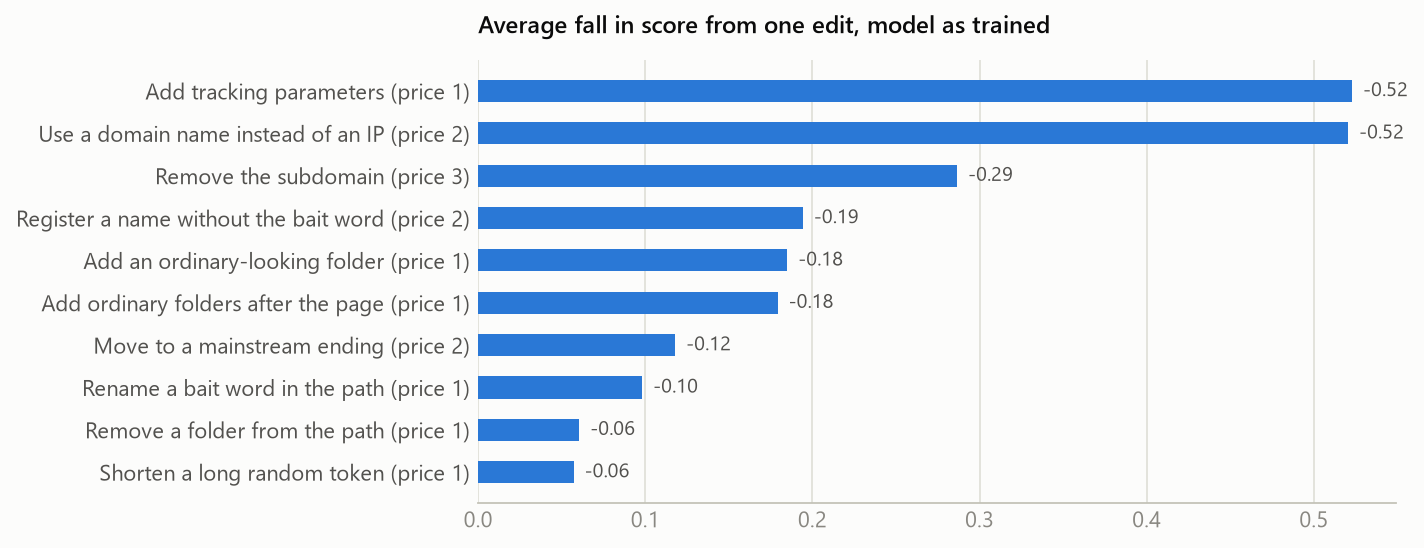 Average fall in score from one edit, model as trained
Add tracking parameters (price 1) -0.52
Use a domain name instead of an IP (price 2) -0.52
Remove the subdomain (price 3) -0.29
Register a name without the bait word (price 2) -0.19
Add an ordinary-looking folder (price 1) -0.18
Add ordinary folders after the page (price 1) -0.18
Move to a mainstream ending (price 2) -0.12
Rename a bait word in the path (price 1) -0.10
Remove a folder from the path (price 1) -0.06
Shorten a long random token (price 1) -0.06
0.0 0.1 0.2 0.3 0.4 0.5